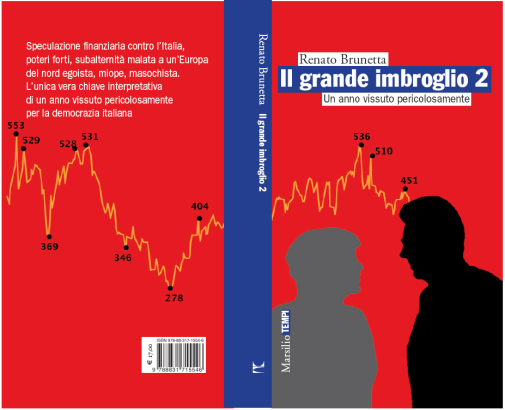 Speculazione finanziaria contro l'Italia,
poteri forti, subalternità malata a un'Europa
del nord egoista, miope, masochista.
L'unica vera chiave interpretativa
di un anno vissuto pericolosamente
per la democrazia italiana
553
529
528
531
404
369
346
278
€ 17,00
ISBN 978-88-317-1554-6
9 788831 715546
Renato Brunetta Il grande imbroglio 2
Renato Brunetta
Il grande imbroglio 2
Un anno vissuto pericolosamente
536
510
451
Marsilio TEMPI